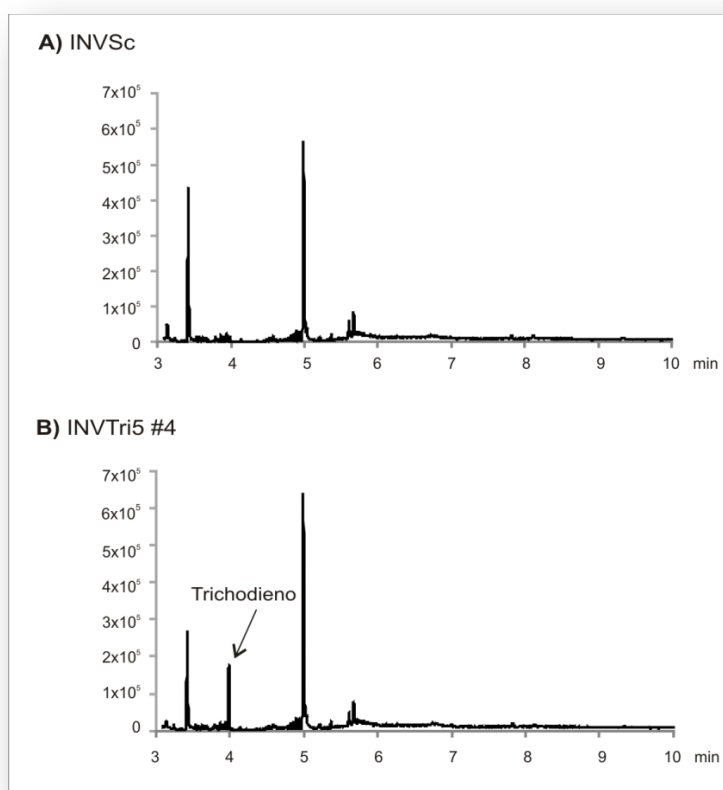 A) INVSc
7x10⁵
6x10⁵
5x10⁵
4x10⁵
3x10⁵
2x10⁵
1x10⁵
0
3 4 5 6 7 8 9 10 min
B) INVTri5 #4
7x10⁵
6x10⁵
5x10⁵
4x10⁵
Trichodieno
3x10⁵
2x10⁵
1x10⁵
0
3 4 5 6 7 8 9 10 min